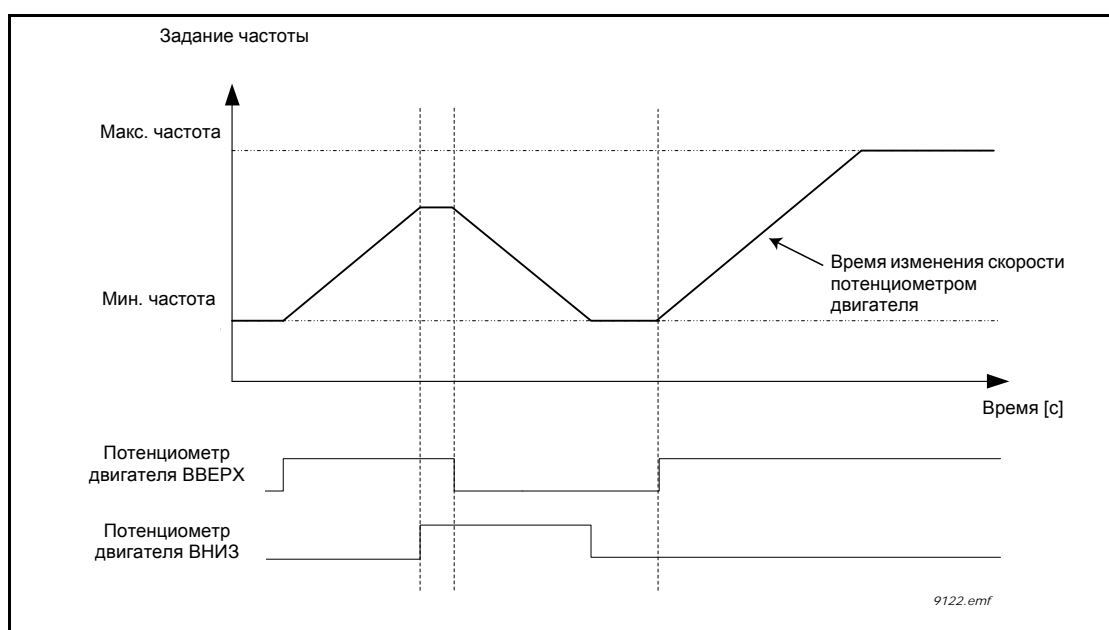 Задание частоты
Макс. частота
Мин. частота
Время изменения скорости
потенциометром
двигателя
Время [с]
Потенциометр
двигателя ВВЕРХ
Потенциометр
двигателя ВНИЗ
9122.emf